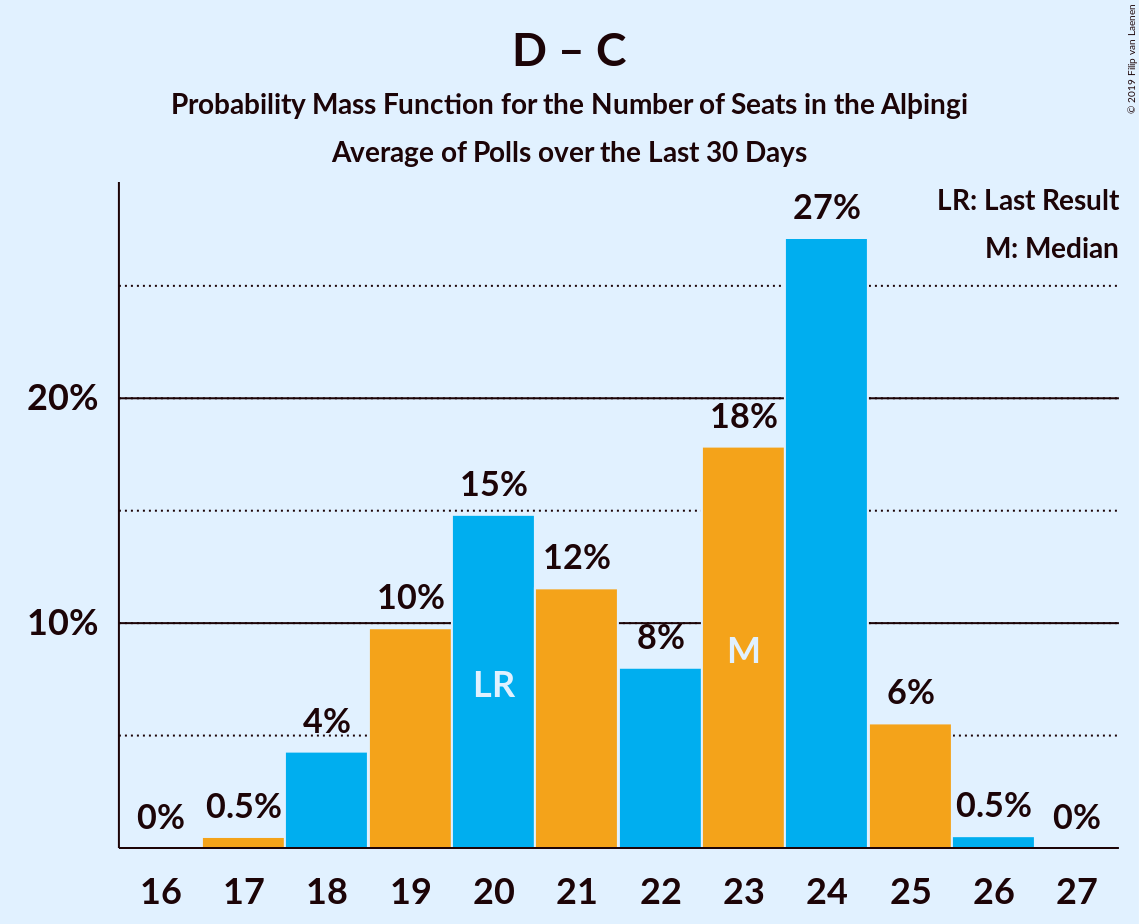 D – C
Probability Mass Function for the Number of Seats in the Alþingi
Average of Polls over the Last 30 Days
© 2019 Filip van Laenen
LR: Last Result
M: Median
20%
10%
0%
0.5%
4%
10%
15%
12%
8%
18%
27%
6%
0.5%
0%
LR
M
16 17 18 19 20 21 22 23 24 25 26 27